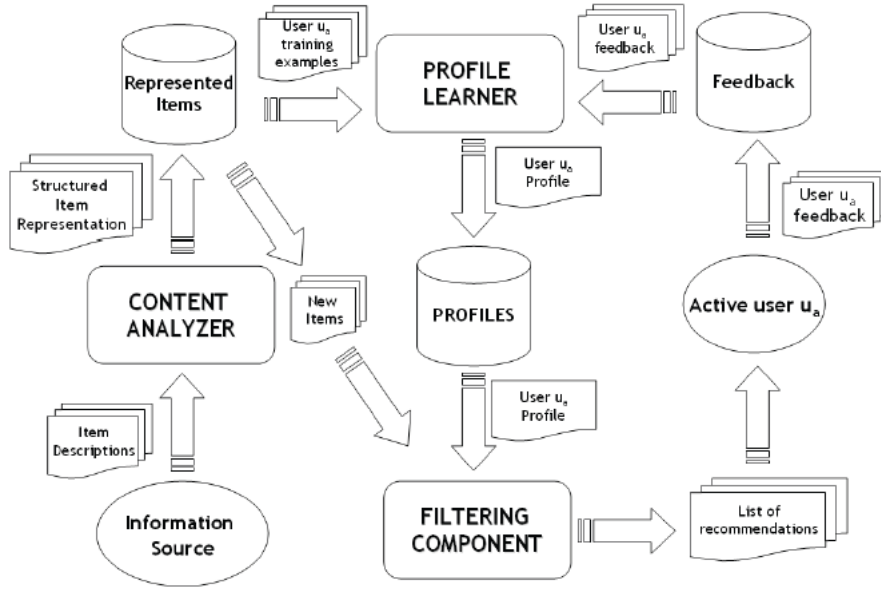 User uₐ
training
examples
User uₐ
feedback
Represented
Items
PROFILE
LEARNER
Feedback
Structured
Item
Representation
User uₐ
Profile
User uₐ
feedback
CONTENT
ANALYZER
New
Items
PROFILES
Active user uₐ
Item
Descriptions
User uₐ
Profile
Information
Source
FILTERING
COMPONENT
List of
recommendations